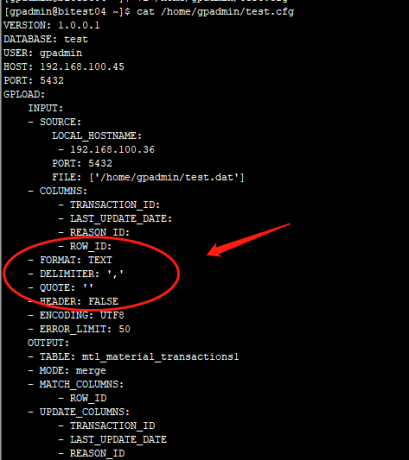 [gpadmin@bitest04 ~]$ cat /home/gpadmin/test.cfg
VERSION: 1.0.0.1
DATABASE: test
USER: gpadmin
HOST: 192.168.100.45
PORT: 5432
GPLOAD:
INPUT:
- SOURCE:
LOCAL_HOSTNAME:
- 192.168.100.36
PORT: 5432
FILE: ['/home/gpadmin/test.dat']
- COLUMNS:
- TRANSACTION_ID:
- LAST_UPDATE_DATE:
- REASON_ID:
- ROW_ID:
- FORMAT: TEXT
- DELIMITER: ','
- QUOTE: ''
- HEADER: FALSE
- ENCODING: UTF8
- ERROR_LIMIT: 50
OUTPUT:
- TABLE: mtl_material_transactions1
- MODE: merge
- MATCH_COLUMNS:
- ROW_ID
- UPDATE_COLUMNS:
- TRANSACTION_ID
- LAST_UPDATE_DATE
- REASON_ID